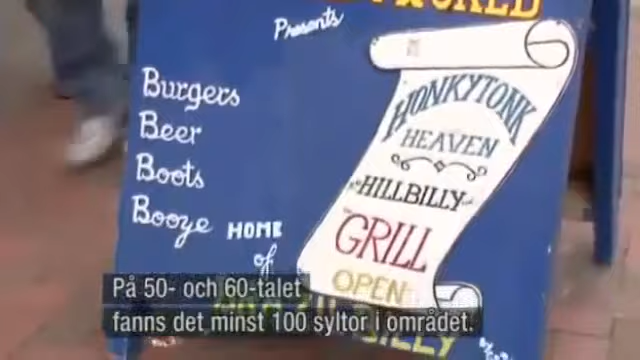 Presents
Burgers
Beer
Boots
Booze
HOME
of
HONKYTONK
HEAVEN
HILLBILLY
GRILL
OPEN
På 50- och 60-talet
fanns det minst 100 syltor i området.